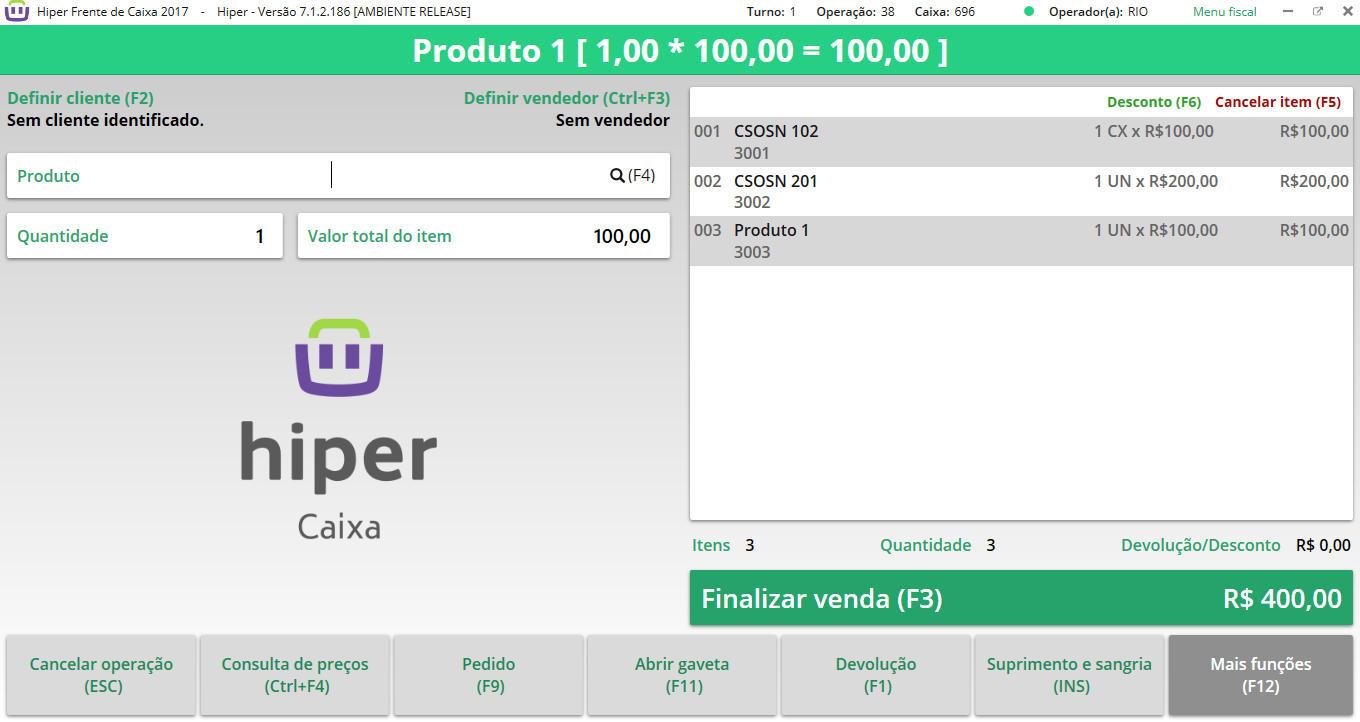 Hiper Frente de Caixa 2017 - Hiper - Versão 7.1.2.186 [AMBIENTE RELEASE] Turno: 1 Operação: 38 Caixa: 696 Operador(a): RIO Menu fiscal
Produto 1 [ 1,00 * 100,00 = 100,00 ]
Definir cliente (F2) Definir vendedor (Ctrl+F3)
Sem cliente identificado. Sem vendedor
Produto (F4)
Quantidade 1 Valor total do item 100,00
hiper
Caixa
Desconto (F6) Cancelar item (F5)
001 CSOSN 102 1 CX x R$100,00 R$100,00
3001
002 CSOSN 201 1 UN x R$200,00 R$200,00
3002
003 Produto 1 1 UN x R$100,00 R$100,00
3003
Itens 3 Quantidade 3 Devolução/Desconto R$ 0,00
Finalizar venda (F3) R$ 400,00
Cancelar operação Consulta de preços Pedido Abrir gaveta Devolução Suprimento e sangria Mais funções
(ESC) (Ctrl+F4) (F9) (F11) (F1) (INS) (F12)